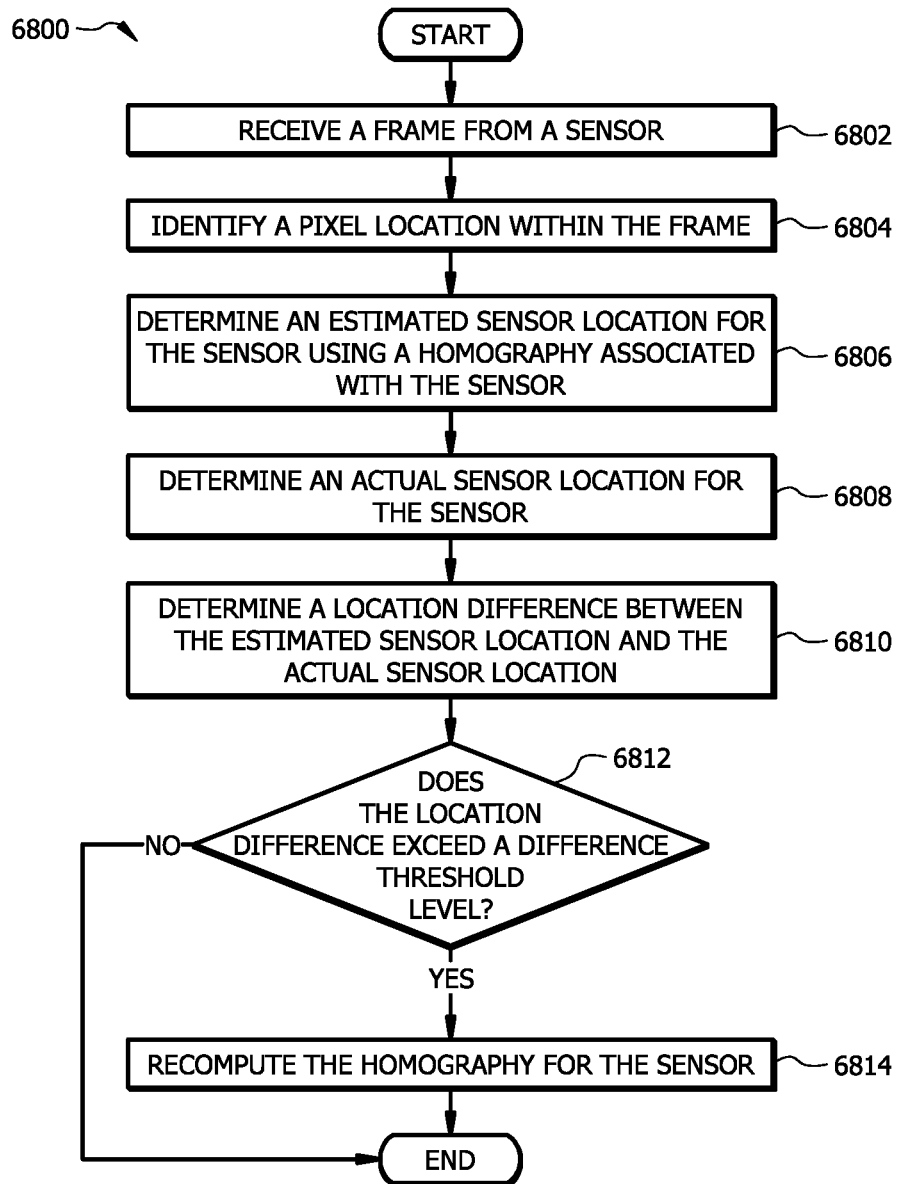 6800
START
RECEIVE A FRAME FROM A SENSOR
6802
IDENTIFY A PIXEL LOCATION WITHIN THE FRAME
6804
DETERMINE AN ESTIMATED SENSOR LOCATION FOR
THE SENSOR USING A HOMOGRAPHY ASSOCIATED
WITH THE SENSOR
6806
DETERMINE AN ACTUAL SENSOR LOCATION FOR
THE SENSOR
6808
DETERMINE A LOCATION DIFFERENCE BETWEEN
THE ESTIMATED SENSOR LOCATION AND THE
ACTUAL SENSOR LOCATION
6810
6812
DOES
THE LOCATION
DIFFERENCE EXCEED A DIFFERENCE
THRESHOLD
LEVEL?
NO
YES
RECOMPUTE THE HOMOGRAPHY FOR THE SENSOR
6814
END